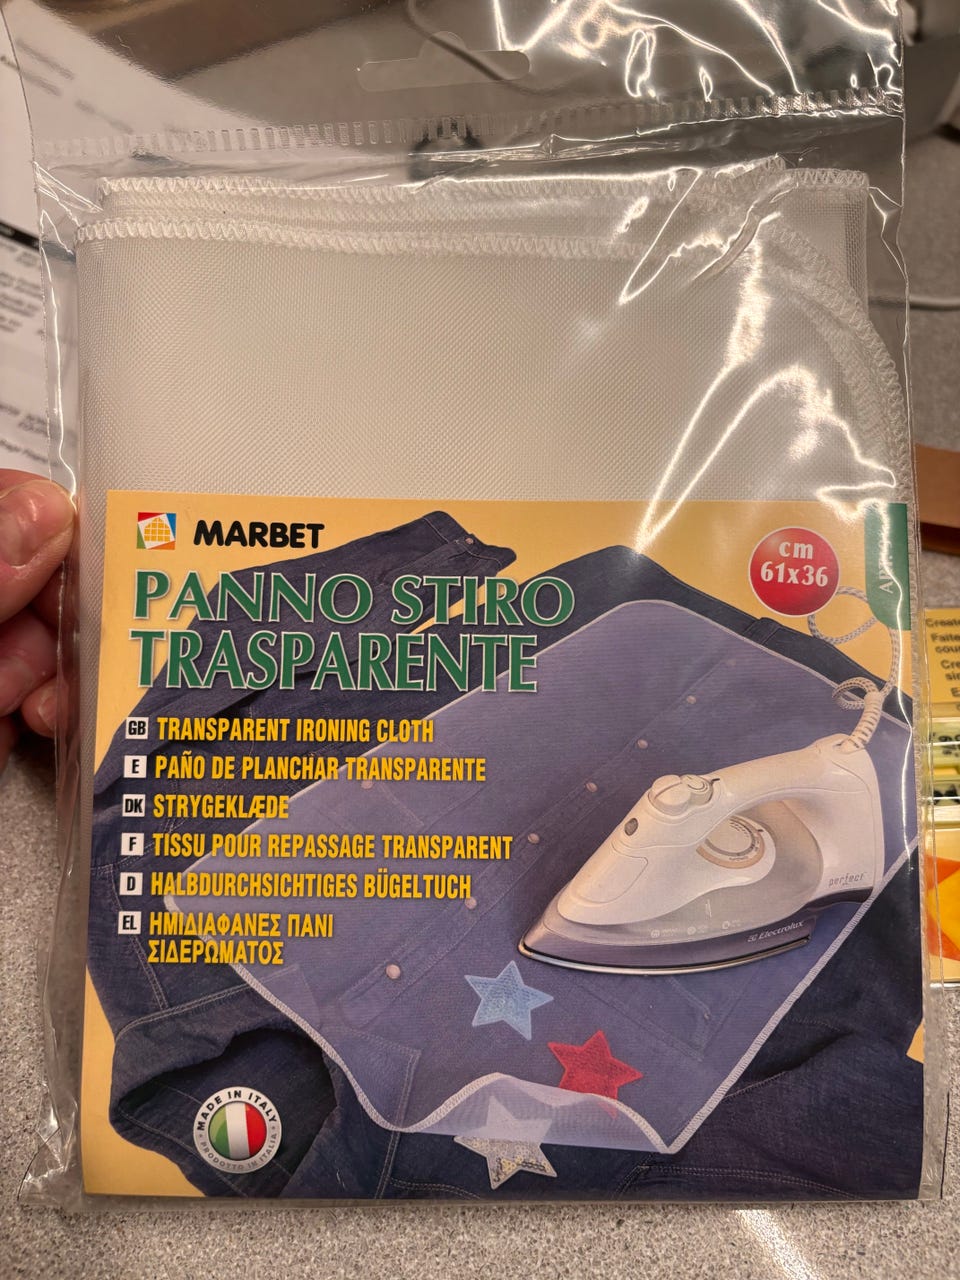 MARBET
PANNO STIRO
TRASPARENTE
cm
61x36
GB TRANSPARENT IRONING CLOTH
E PAÑO DE PLANCHAR TRANSPARENTE
DK STRYGEKLÆDE
F TISSU POUR REPASSAGE TRANSPARENT
D HALBDURCHSICHTIGES BÜGELTUCH
EL ΗΜΙΔΙΑΦΑΝΕΣ ΠΑΝΙ
ΣΙΔΕΡΩΜΑΤΟΣ
perfect
Electrolux
MADE IN ITALY
PRODOTTO IN ITALIA